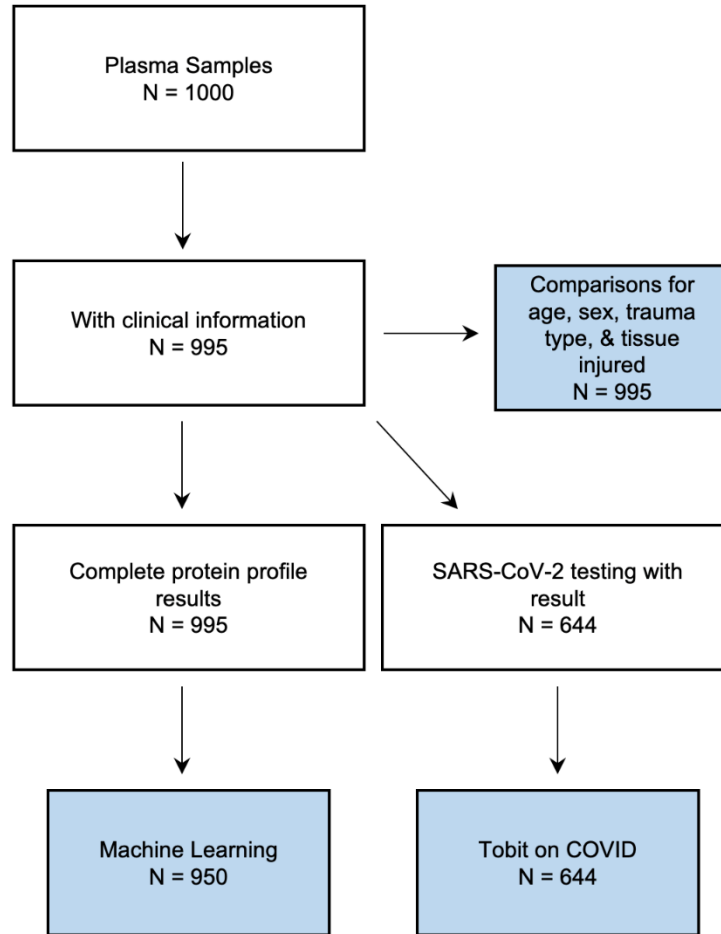 Plasma Samples
N = 1000
With clinical information
N = 995
Comparisons for
age, sex, trauma
type, & tissue
injured
N = 995
Complete protein profile
results
N = 995
SARS-CoV-2 testing with
result
N = 644
Machine Learning
N = 950
Tobit on COVID
N = 644